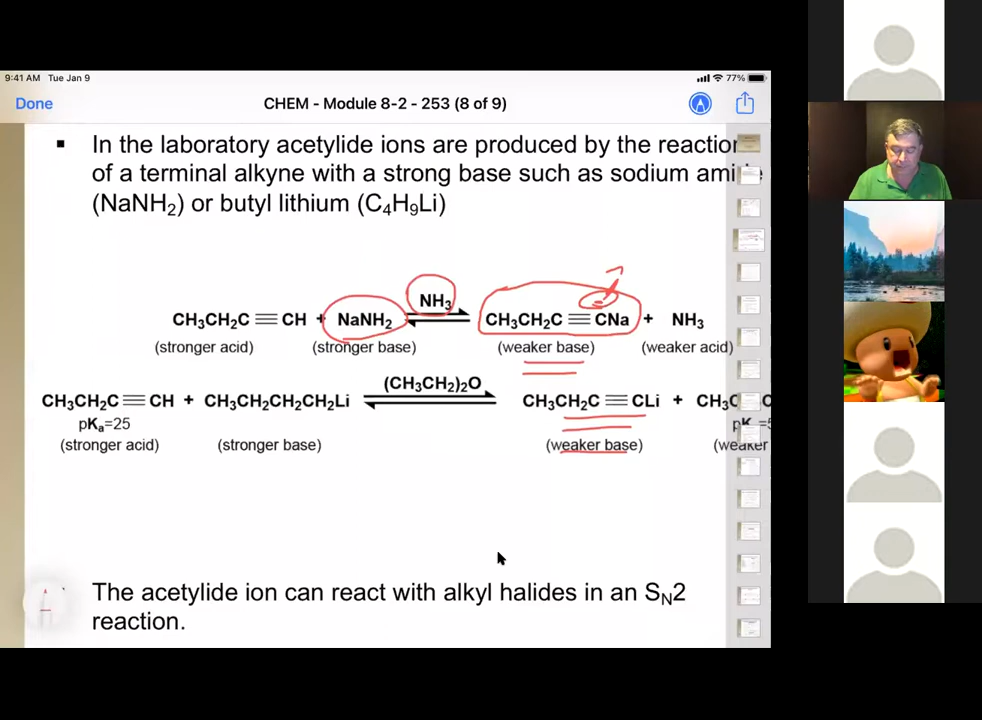 9:41 AM Tue Jan 9 77%
Done CHEM - Module 8-2 - 253 (8 of 9)
▪ In the laboratory acetylide ions are produced by the reaction
of a terminal alkyne with a strong base such as sodium ami
(NaNH₂) or butyl lithium (C₄H₉Li)
NH₃
CH₃CH₂C≡CH + NaNH₂ ⇌ CH₃CH₂C≡CNa + NH₃
(stronger acid) (stronger base) (weaker base) (weaker acid)
(CH₃CH₂)₂O
CH₃CH₂C≡CH + CH₃CH₂CH₂CH₂Li ⇌ CH₃CH₂C≡CLi +
pKₐ=25
(stronger acid) (stronger base) (weaker base) (weaker
The acetylide ion can react with alkyl halides in an Sɴ2
reaction.